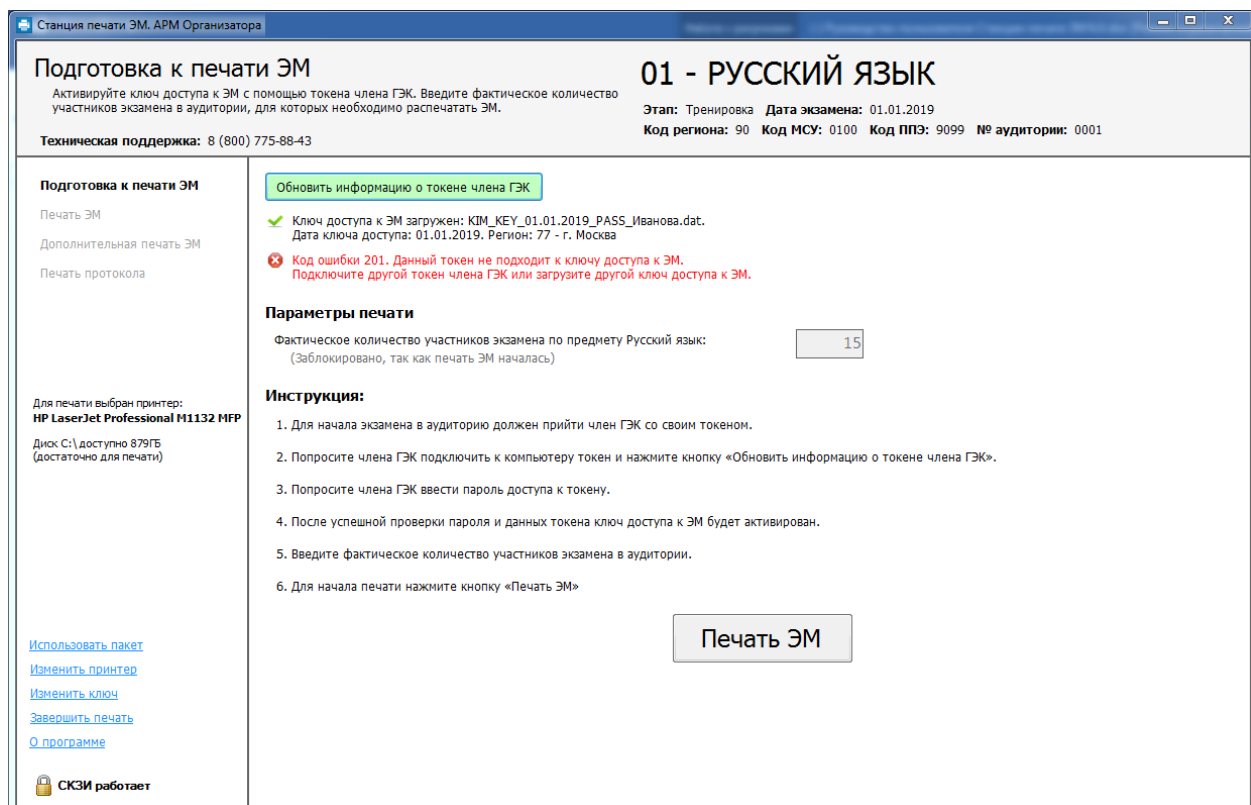 Станция печати ЭМ. АРМ Организатора
Подготовка к печати ЭМ
Активируйте ключ доступа к ЭМ с помощью токена члена ГЭК. Введите фактическое количество
участников экзамена в аудитории, для которых необходимо распечатать ЭМ.
Техническая поддержка: 8 (800) 775-88-43
01 - РУССКИЙ ЯЗЫК
Этап: Тренировка Дата экзамена: 01.01.2019
Код региона: 90 Код МСУ: 0100 Код ППЭ: 9099 № аудитории: 0001
Подготовка к печати ЭМ
Печать ЭМ
Дополнительная печать ЭМ
Печать протокола
Для печати выбран принтер:
HP LaserJet Professional M1132 MFP
Диск C:\ доступно 879ГБ
(достаточно для печати)
Использовать пакет
Изменить принтер
Изменить ключ
Завершить печать
О программе
СКЗИ работает
Обновить информацию о токене члена ГЭК
Ключ доступа к ЭМ загружен: KIM_KEY_01.01.2019_PASS_Иванова.dat.
Дата ключа доступа: 01.01.2019. Регион: 77 - г. Москва
Код ошибки 201. Данный токен не подходит к ключу доступа к ЭМ.
Подключите другой токен члена ГЭК или загрузите другой ключ доступа к ЭМ.
Параметры печати
Фактическое количество участников экзамена по предмету Русский язык: 15
(Заблокировано, так как печать ЭМ началась)
Инструкция:
1. Для начала экзамена в аудиторию должен прийти член ГЭК со своим токеном.
2. Попросите члена ГЭК подключить к компьютеру токен и нажмите кнопку «Обновить информацию о токене члена ГЭК».
3. Попросите члена ГЭК ввести пароль доступа к токену.
4. После успешной проверки пароля и данных токена ключ доступа к ЭМ будет активирован.
5. Введите фактическое количество участников экзамена в аудитории.
6. Для начала печати нажмите кнопку «Печать ЭМ»
Печать ЭМ